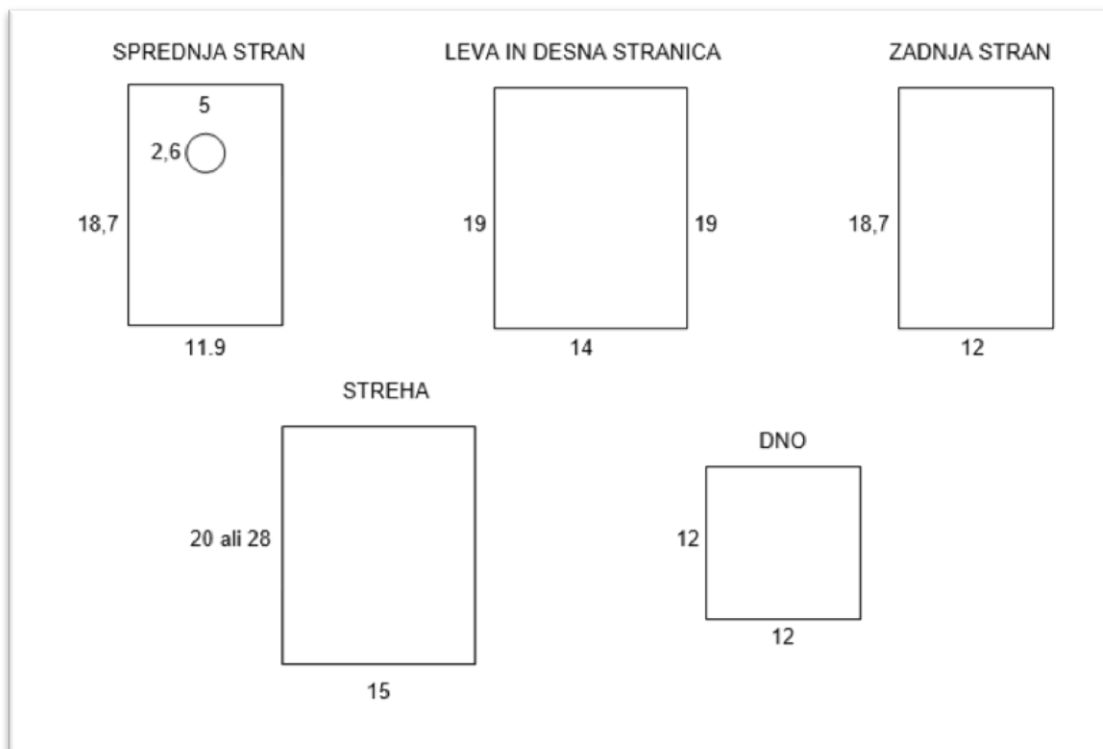 SPREDNJA STRAN
5
2,6
18,7
11.9
LEVA IN DESNA STRANICA
19
19
14
ZADNJA STRAN
18,7
12
STREHA
20 ali 28
15
DNO
12
12